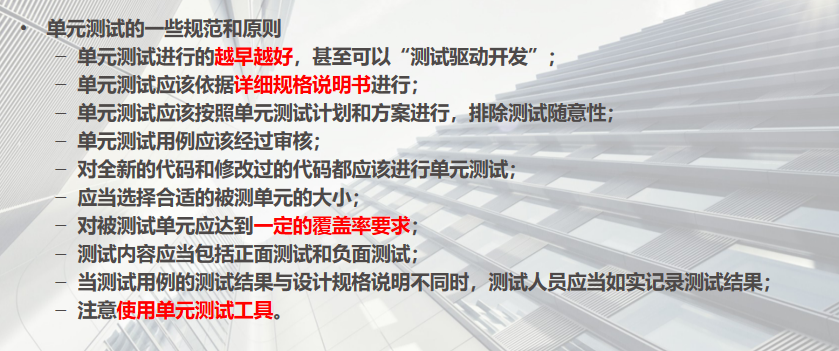 • 单元测试的一些规范和原则
– 单元测试进行的越早越好，甚至可以“测试驱动开发”；
– 单元测试应该依据详细规格说明书进行；
– 单元测试应该按照单元测试计划和方案进行，排除测试随意性；
– 单元测试用例应该经过审核；
– 对全新的代码和修改过的代码都应该进行单元测试；
– 应当选择合适的被测单元的大小；
– 对被测试单元应达到一定的覆盖率要求；
– 测试内容应当包括正面测试和负面测试；
– 当测试用例的测试结果与设计规格说明不同时，测试人员应当如实记录测试结果；
– 注意使用单元测试工具。